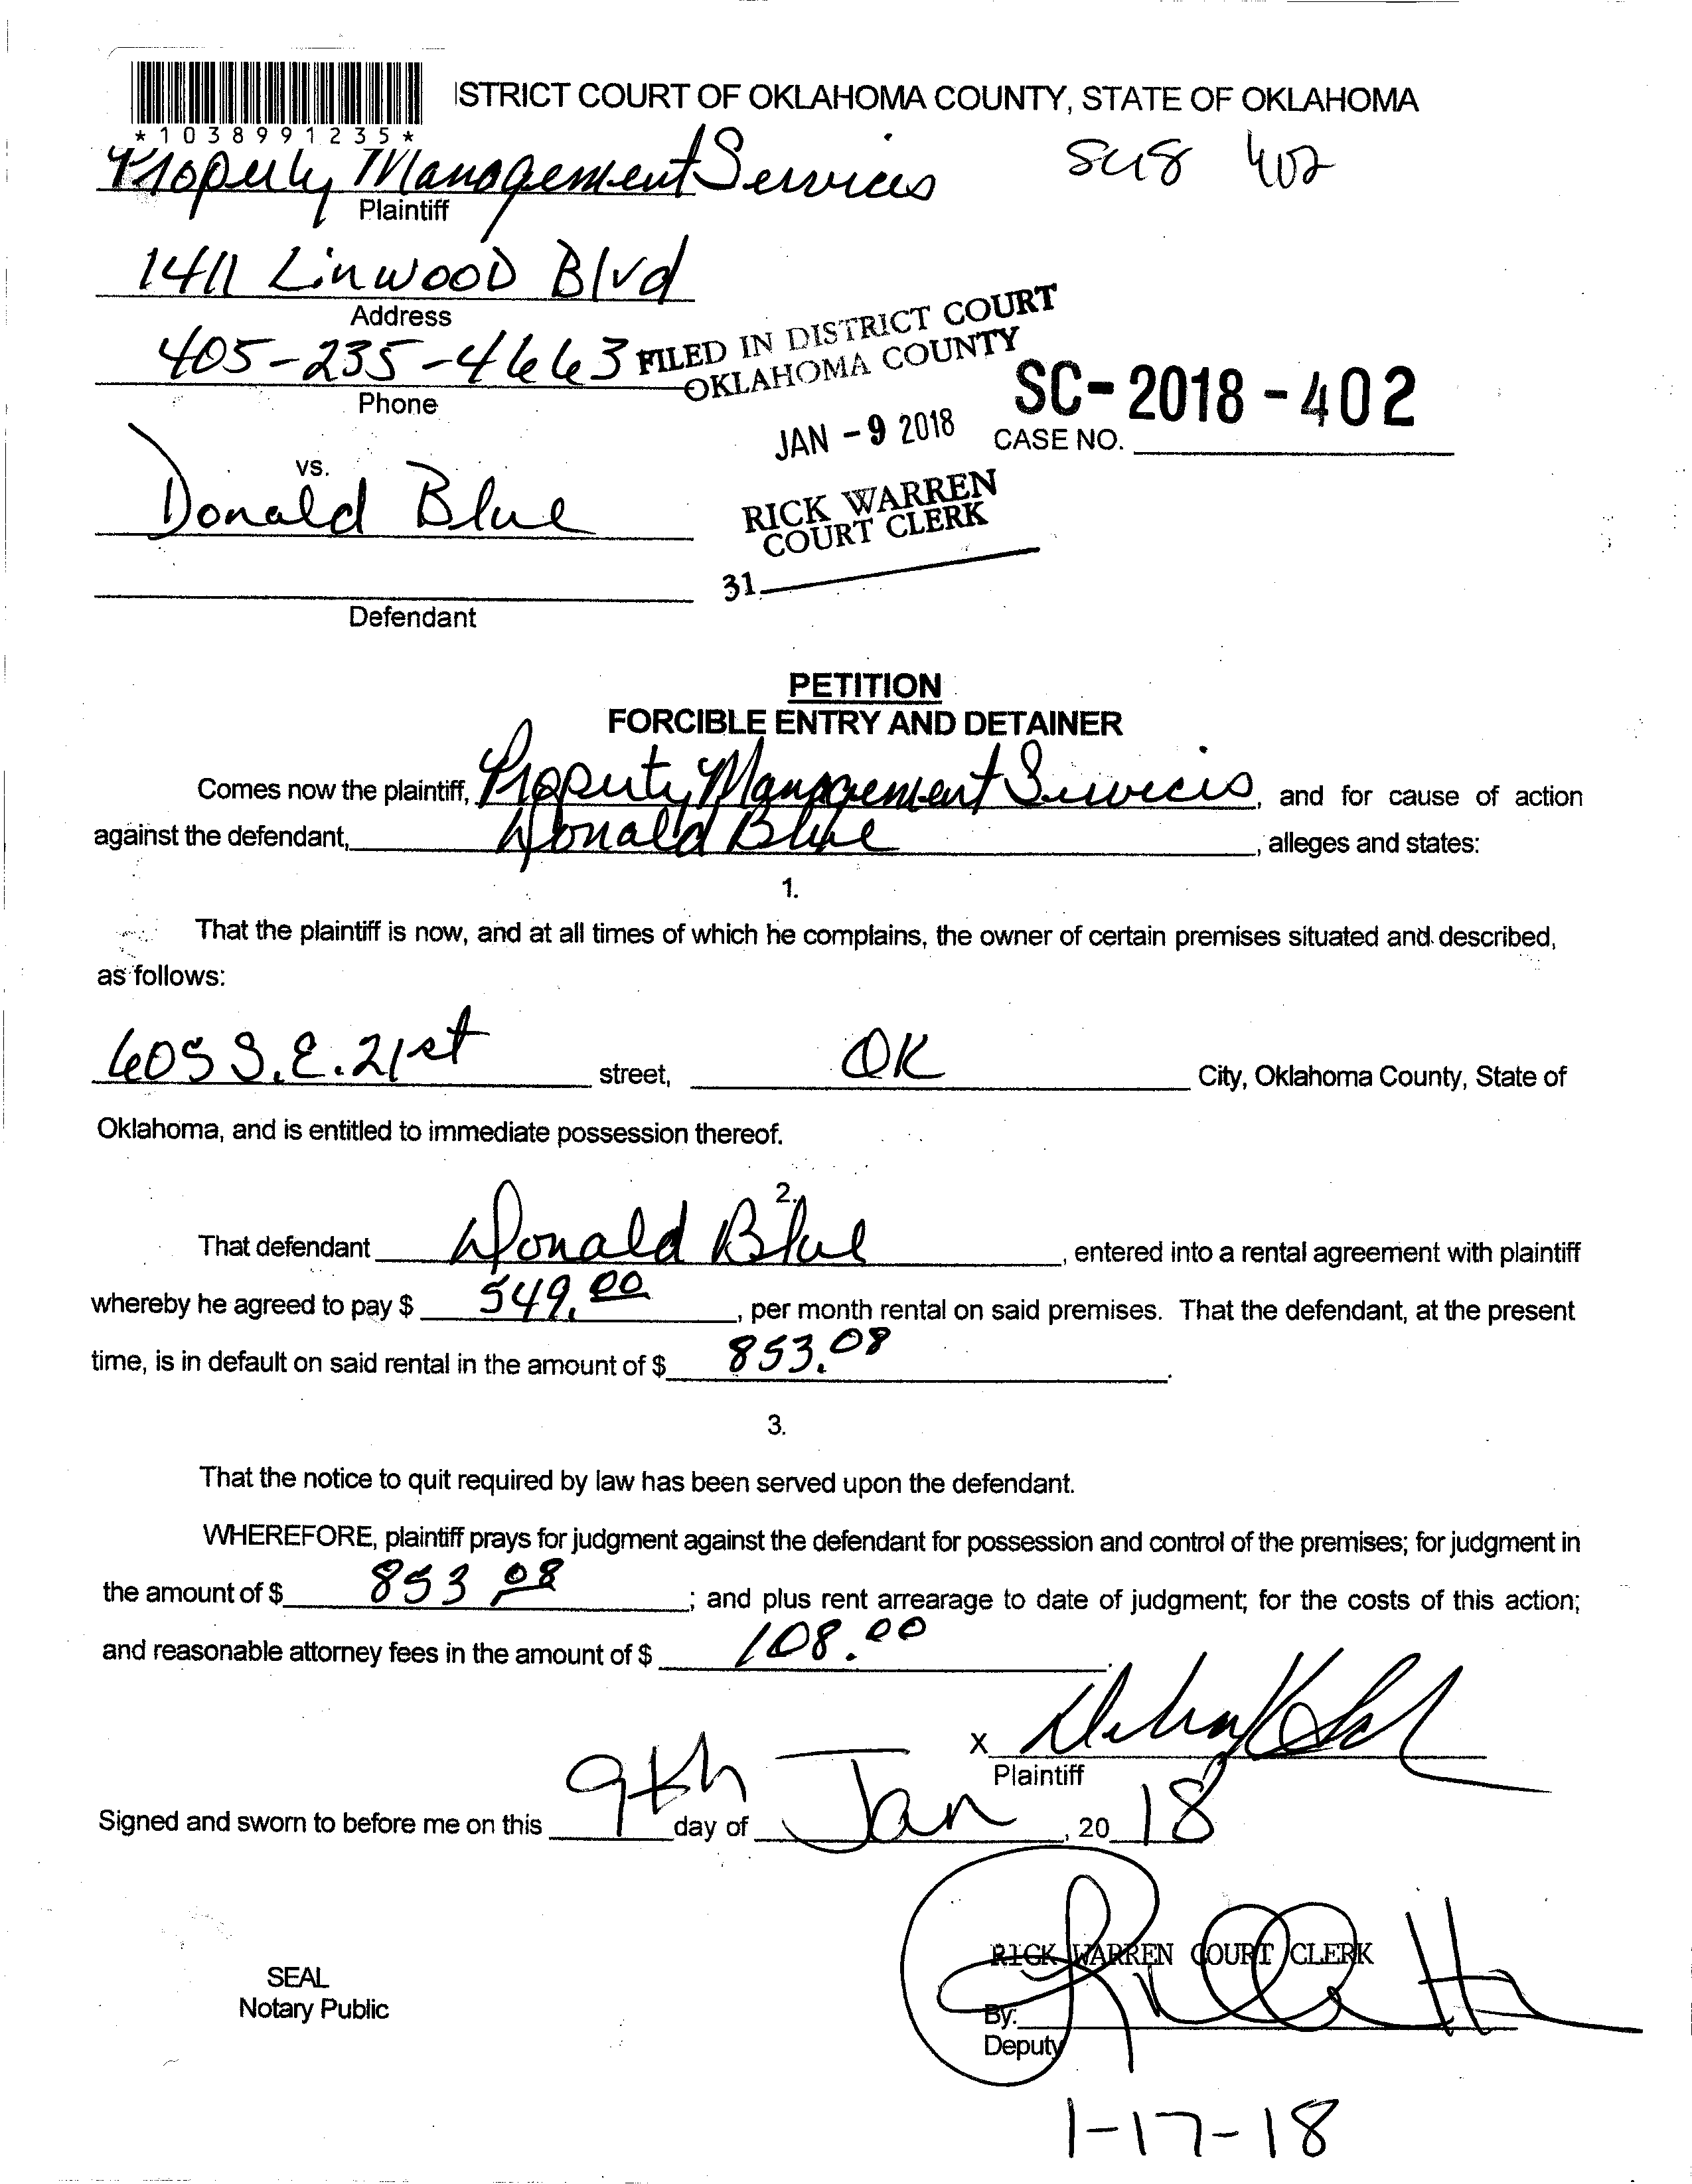 ISTRICT COURT OF OKLAHOMA COUNTY, STATE OF OKLAHOMA
*1038991235*
Property Management Services
Plaintiff
402
1411 Linwood Blvd
Address
405-235-4663
Phone
FILED IN DISTRICT COURT
OKLAHOMA COUNTY
JAN - 9 2018
SC-2018-402
CASE NO.
vs.
Donald Blue
RICK WARREN
COURT CLERK
31
Defendant
PETITION
FORCIBLE ENTRY AND DETAINER
Comes now the plaintiff, Property Management Services, and for cause of action
against the defendant, Donald Blue, alleges and states:
1.
That the plaintiff is now, and at all times of which he complains, the owner of certain premises situated and described,
as follows:
605 S.E. 21st street, OK City, Oklahoma County, State of
Oklahoma, and is entitled to immediate possession thereof.
2.
That defendant Donald Blue, entered into a rental agreement with plaintiff
whereby he agreed to pay $ 549.00, per month rental on said premises. That the defendant, at the present
time, is in default on said rental in the amount of $ 853.08.
3.
That the notice to quit required by law has been served upon the defendant.
WHEREFORE, plaintiff prays for judgment against the defendant for possession and control of the premises; for judgment in
the amount of $ 853 08; and plus rent arrearage to date of judgment; for the costs of this action;
and reasonable attorney fees in the amount of $ 108.00.
X
Plaintiff
Signed and sworn to before me on this 9th day of Jan, 20 18
RICK WARREN COURT CLERK
SEAL
Notary Public
By:
Deputy
1-17-18